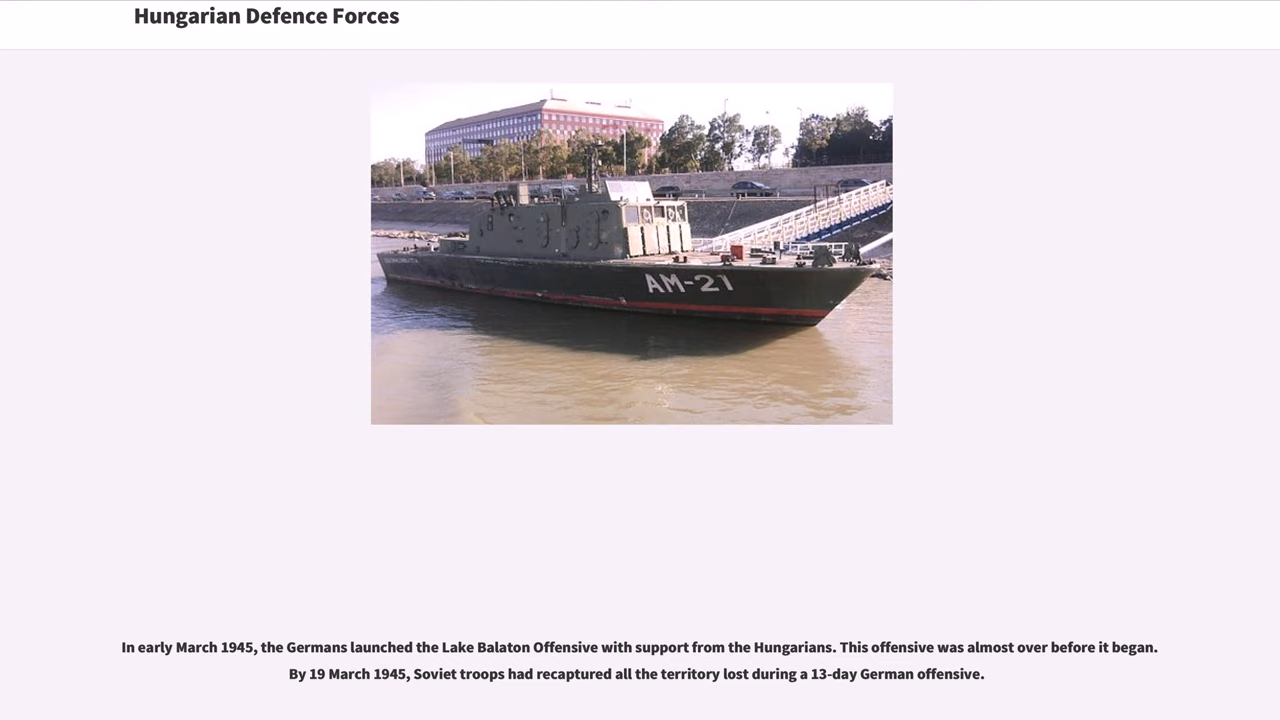 Hungarian Defence Forces
AM-21
In early March 1945, the Germans launched the Lake Balaton Offensive with support from the Hungarians. This offensive was almost over before it began.
By 19 March 1945, Soviet troops had recaptured all the territory lost during a 13-day German offensive.